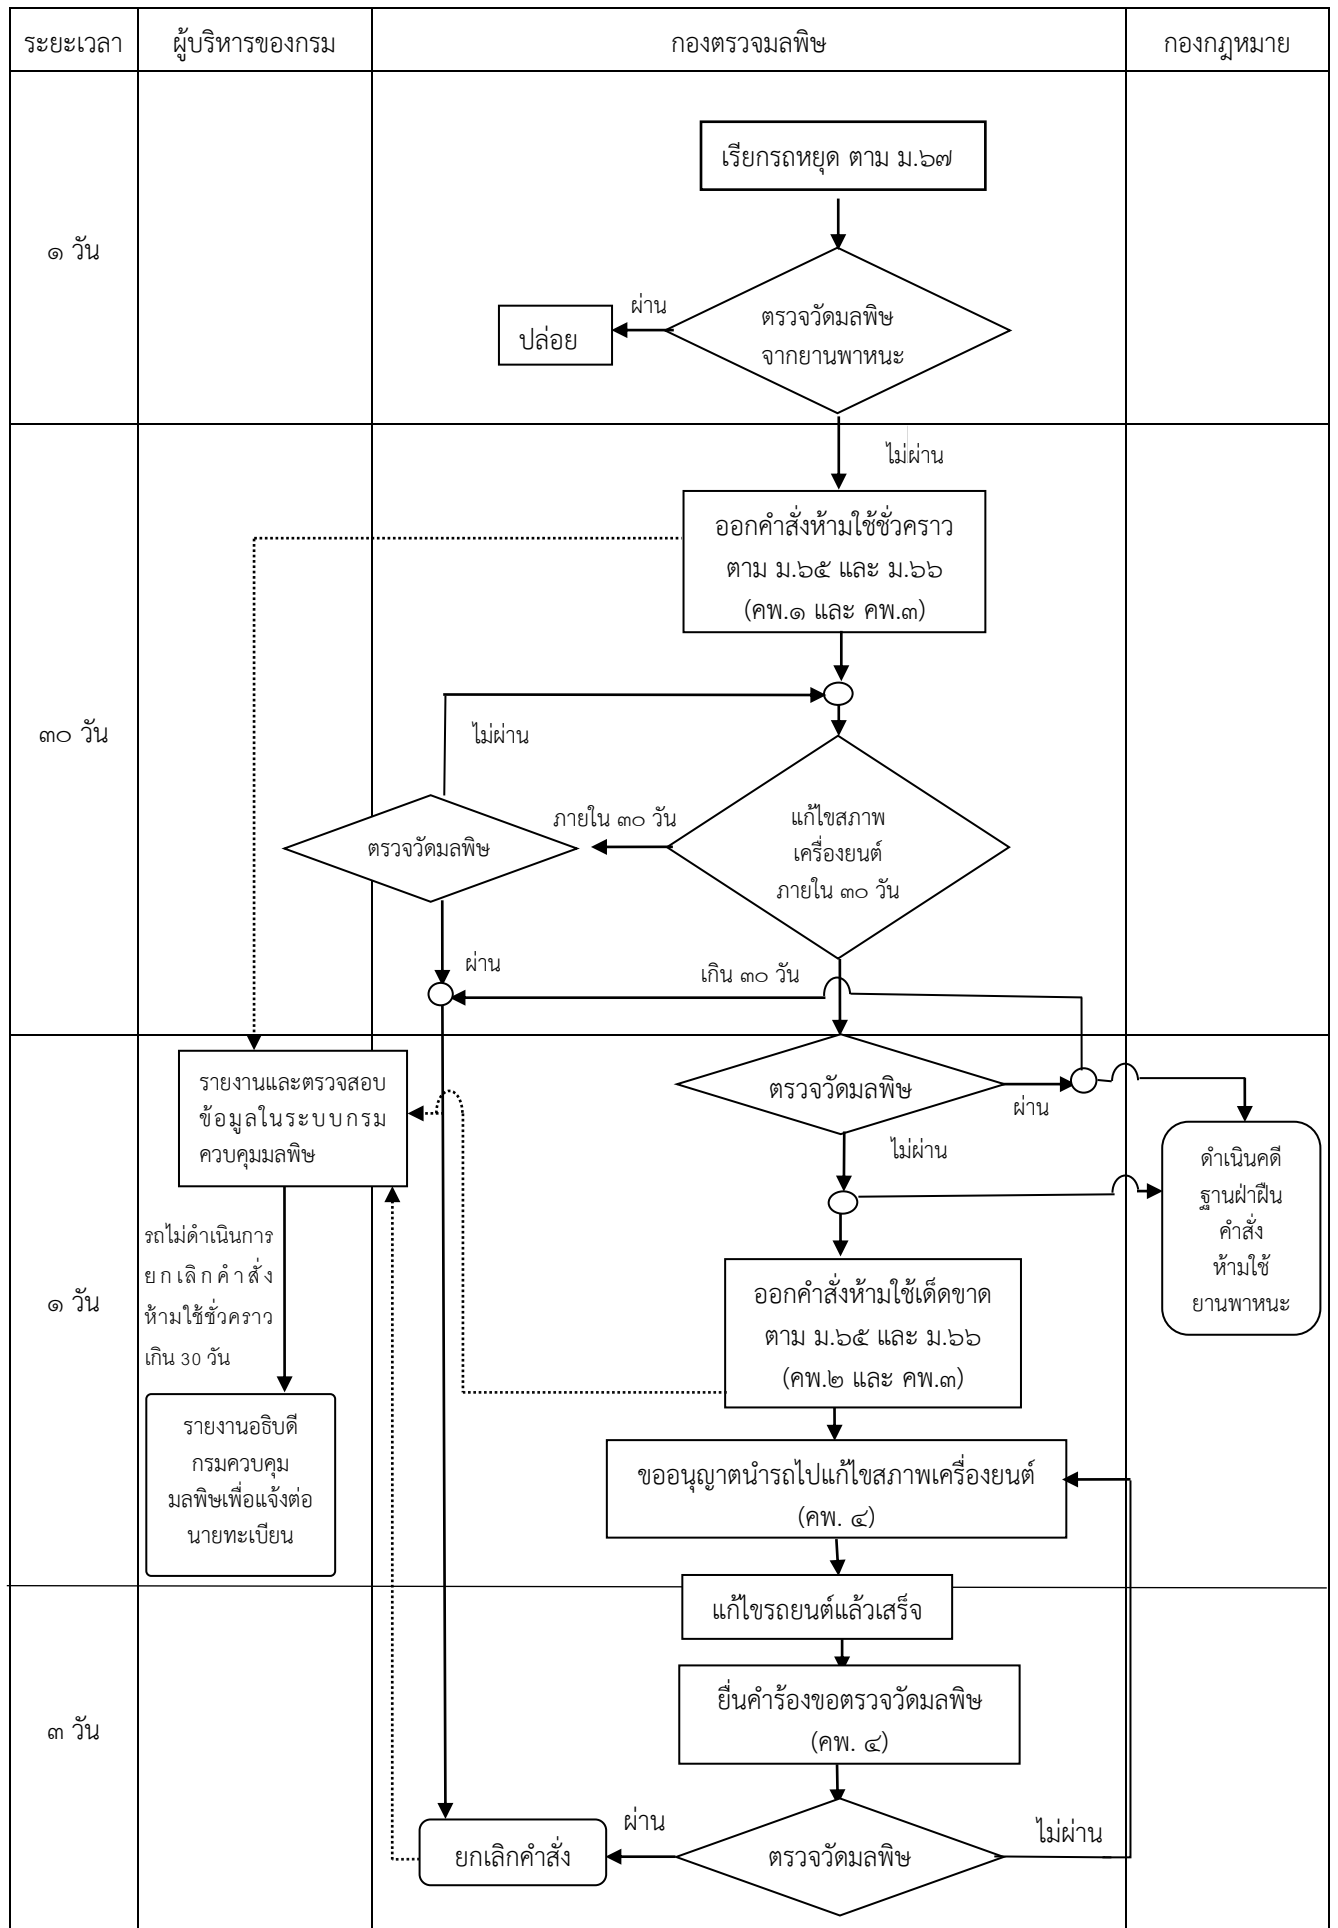 ระยะเวลา
ผู้บริหารของกรม
กองตรวจมลพิษ
กองกฎหมาย
๑ วัน
เรียกรถหยุด ตาม ม.๖๗
ตรวจวัดมลพิษ
จากยานพาหนะ
ผ่าน
ปล่อย
ไม่ผ่าน
๓๐ วัน
ออกคำสั่งห้ามใช้ชั่วคราว
ตาม ม.๖๕ และ ม.๖๖
(คพ.๑ และ คพ.๓)
ไม่ผ่าน
แก้ไขสภาพ
เครื่องยนต์
ภายใน ๓๐ วัน
ภายใน ๓๐ วัน
ตรวจวัดมลพิษ
ผ่าน
เกิน ๓๐ วัน
๑ วัน
รายงานและตรวจสอบ
ข้อมูลในระบบกรม
ควบคุมมลพิษ
ตรวจวัดมลพิษ
ผ่าน
ไม่ผ่าน
ดำเนินคดี
ฐานฝ่าฝืน
คำสั่ง
ห้ามใช้
ยานพาหนะ
รถไม่ดำเนินการ
ยกเลิกคำสั่ง
ห้ามใช้ชั่วคราว
เกิน 30 วัน
ออกคำสั่งห้ามใช้เด็ดขาด
ตาม ม.๖๕ และ ม.๖๖
(คพ.๒ และ คพ.๓)
รายงานอธิบดี
กรมควบคุม
มลพิษเพื่อแจ้งต่อ
นายทะเบียน
ขออนุญาตนำรถไปแก้ไขสภาพเครื่องยนต์
(คพ. ๔)
๓ วัน
แก้ไขรถยนต์แล้วเสร็จ
ยื่นคำร้องขอตรวจวัดมลพิษ
(คพ. ๔)
ตรวจวัดมลพิษ
ผ่าน
ไม่ผ่าน
ยกเลิกคำสั่ง